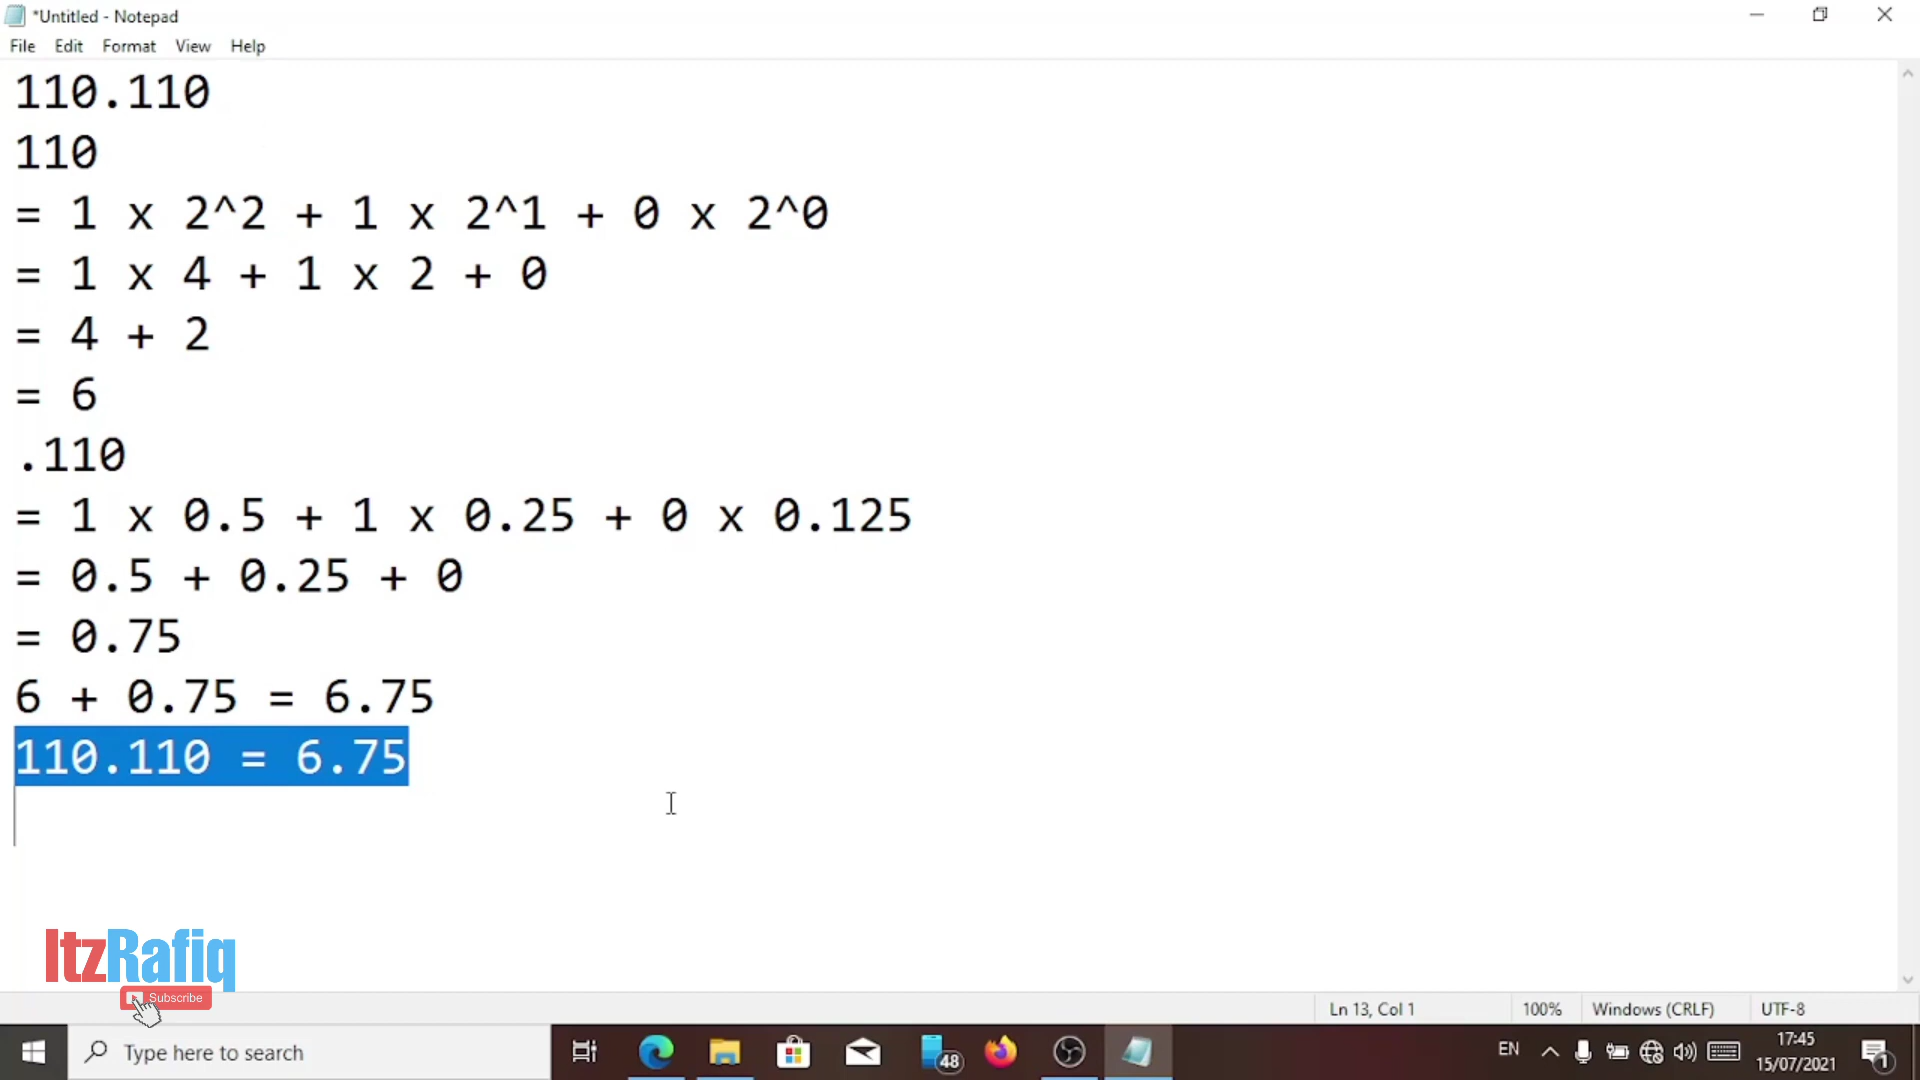 *Untitled - Notepad
File Edit Format View Help
110.110
110
= 1 x 2^2 + 1 x 2^1 + 0 x 2^0
= 1 x 4 + 1 x 2 + 0
= 4 + 2
= 6
.110
= 1 x 0.5 + 1 x 0.25 + 0 x 0.125
= 0.5 + 0.25 + 0
= 0.75
6 + 0.75 = 6.75
110.110 = 6.75
ItzRafiq
Subscribe
Ln 13, Col 1 100% Windows (CRLF) UTF-8
Type here to search 48 EN 17:45
15/07/2021 1